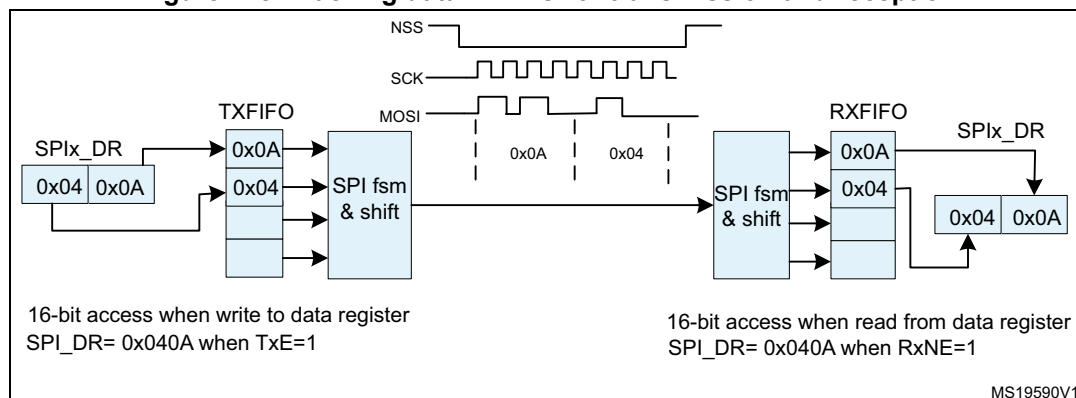 NSS
SCK
MOSI
TXFIFO
RXFIFO
SPIx_DR
SPIx_DR
0x04 0x0A
0x0A
0x04
SPI fsm
& shift
0x0A
0x04
SPI fsm
& shift
0x0A
0x04
0x04 0x0A
16-bit access when write to data register
SPI_DR= 0x040A when TxE=1
16-bit access when read from data register
SPI_DR= 0x040A when RxNE=1
MS19590V1